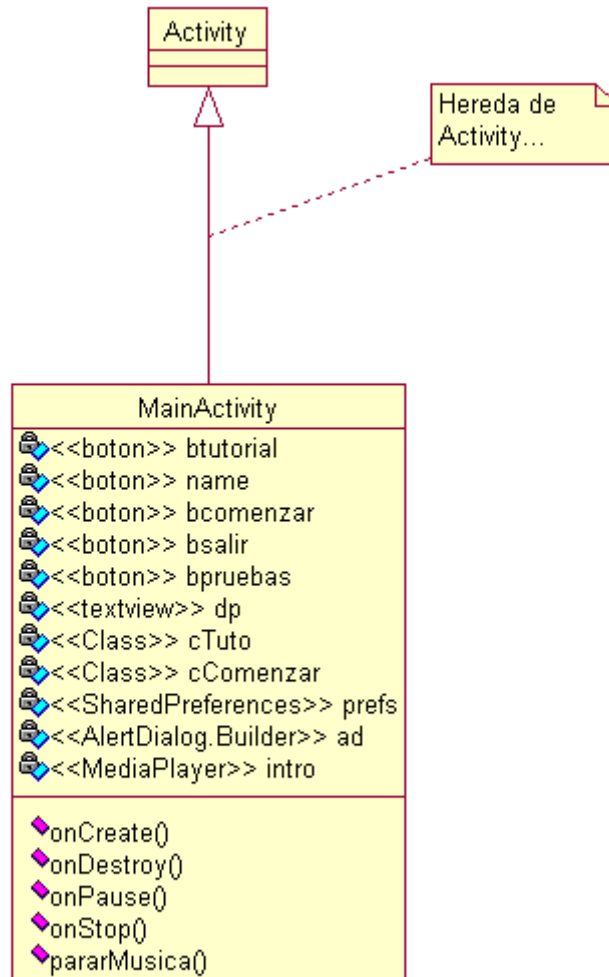 Activity
Hereda de
Activity...
MainActivity
<<boton>> btutorial
<<boton>> name
<<boton>> bcomenzar
<<boton>> bsalir
<<boton>> bpruebas
<<textview>> dp
<<Class>> cTuto
<<Class>> cComenzar
<<SharedPreferences>> prefs
<<AlertDialog.Builder>> ad
<<MediaPlayer>> intro
onCreate()
onDestroy()
onPause()
onStop()
pararMusica()